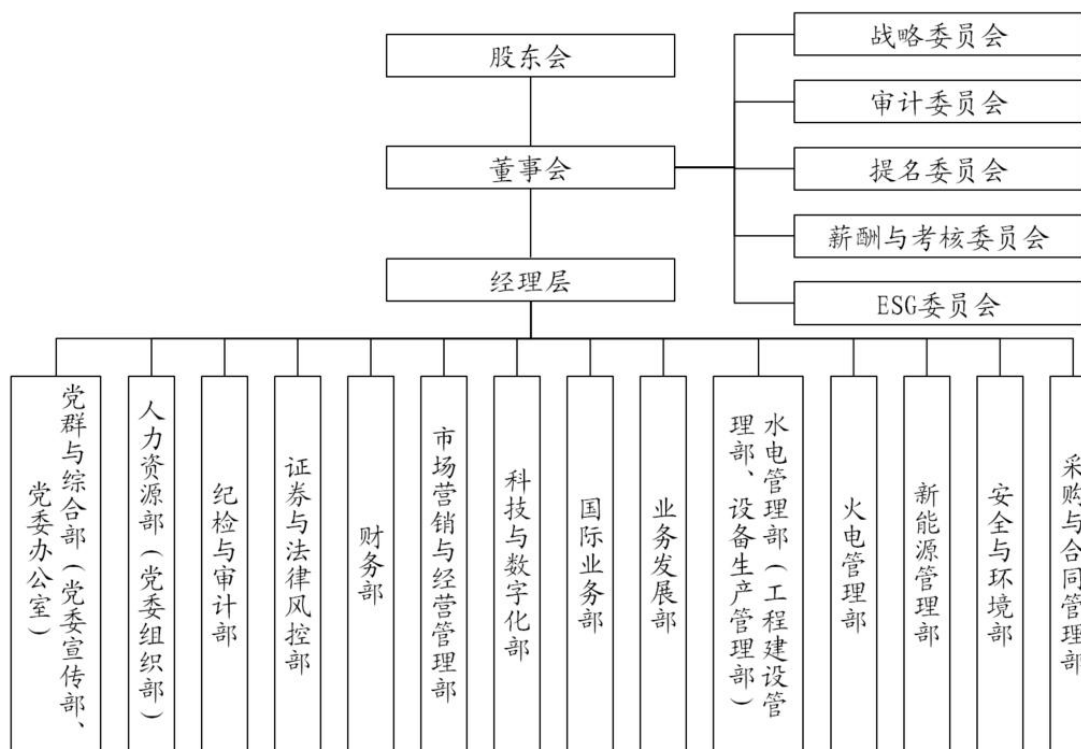 股东会
董事会
经理层
战略委员会
审计委员会
提名委员会
薪酬与考核委员会
ESG委员会
党群与综合部（党委宣传部、
党委办公室）
人力资源部（党委组织部）
纪检与审计部
证券与法律风控部
财务部
市场营销与经营管理部
科技与数字化部
国际业务部
业务发展部
水电管理部（工程建设管
理部、设备生产管理部）
火电管理部
新能源管理部
安全与环境部
采购与合同管理部